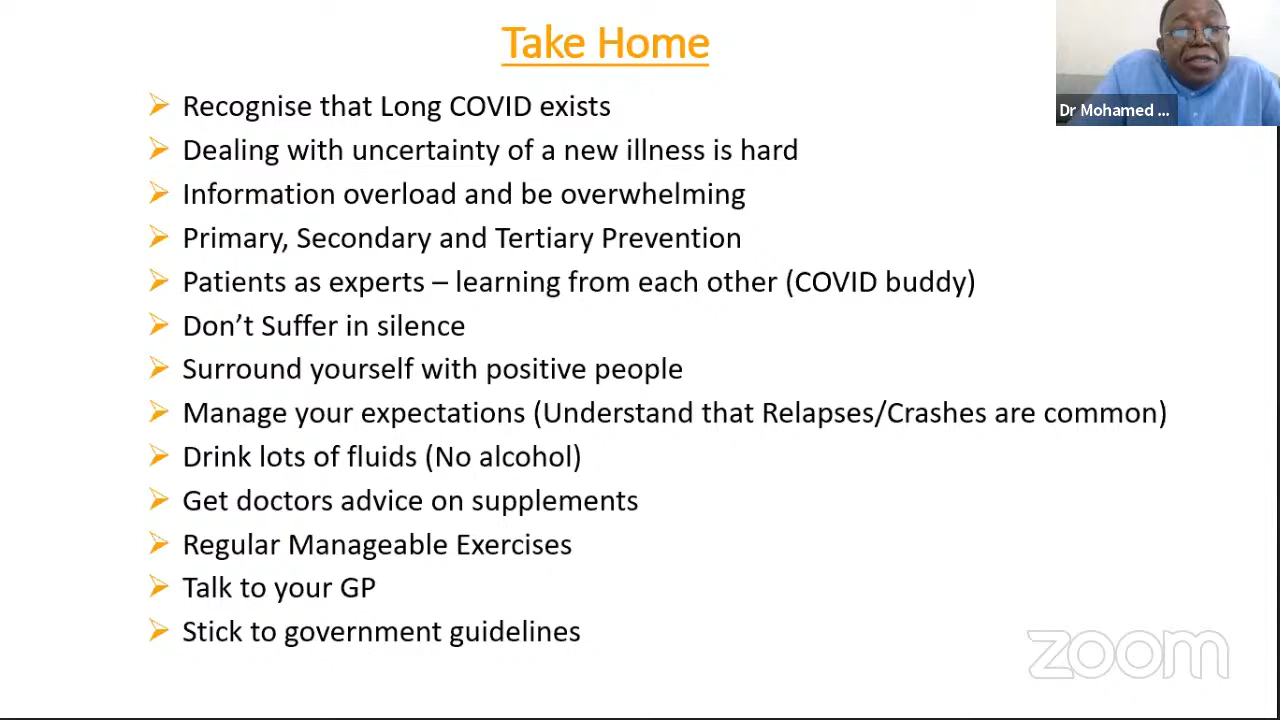 Take Home
Recognise that Long COVID exists
Dealing with uncertainty of a new illness is hard
Information overload and be overwhelming
Primary, Secondary and Tertiary Prevention
Patients as experts – learning from each other (COVID buddy)
Don’t Suffer in silence
Surround yourself with positive people
Manage your expectations (Understand that Relapses/Crashes are common)
Drink lots of fluids (No alcohol)
Get doctors advice on supplements
Regular Manageable Exercises
Talk to your GP
Stick to government guidelines
Dr Mohamed ...
zoom